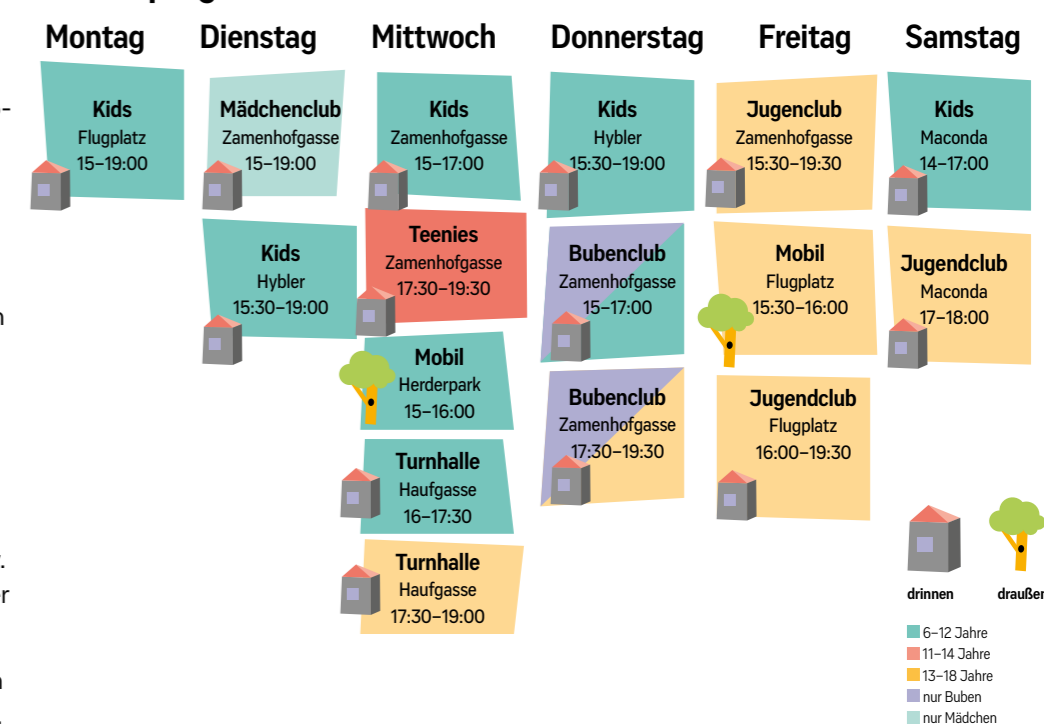 Montag
Dienstag
Mittwoch
Donnerstag
Freitag
Samstag
Kids
Flugplatz
15–19:00
Mädchenclub
Zamenhofgasse
15–19:00
Kids
Hybler
15:30–19:00
Kids
Zamenhofgasse
15–17:00
Teenies
Zamenhofgasse
17:30–19:30
Mobil
Herderpark
15–16:00
Turnhalle
Haufgasse
16–17:30
Turnhalle
Haufgasse
17:30–19:00
Kids
Hybler
15:30–19:00
Bubenclub
Zamenhofgasse
15–17:00
Bubenclub
Zamenhofgasse
17:30–19:30
Jugenclub
Zamenhofgasse
15:30–19:30
Mobil
Flugplatz
15:30–16:00
Jugendclub
Flugplatz
16:00–19:30
Kids
Maconda
14–17:00
Jugendclub
Maconda
17–18:00
drinnen
draußen
6–12 Jahre
11–14 Jahre
13–18 Jahre
nur Buben
nur Mädchen